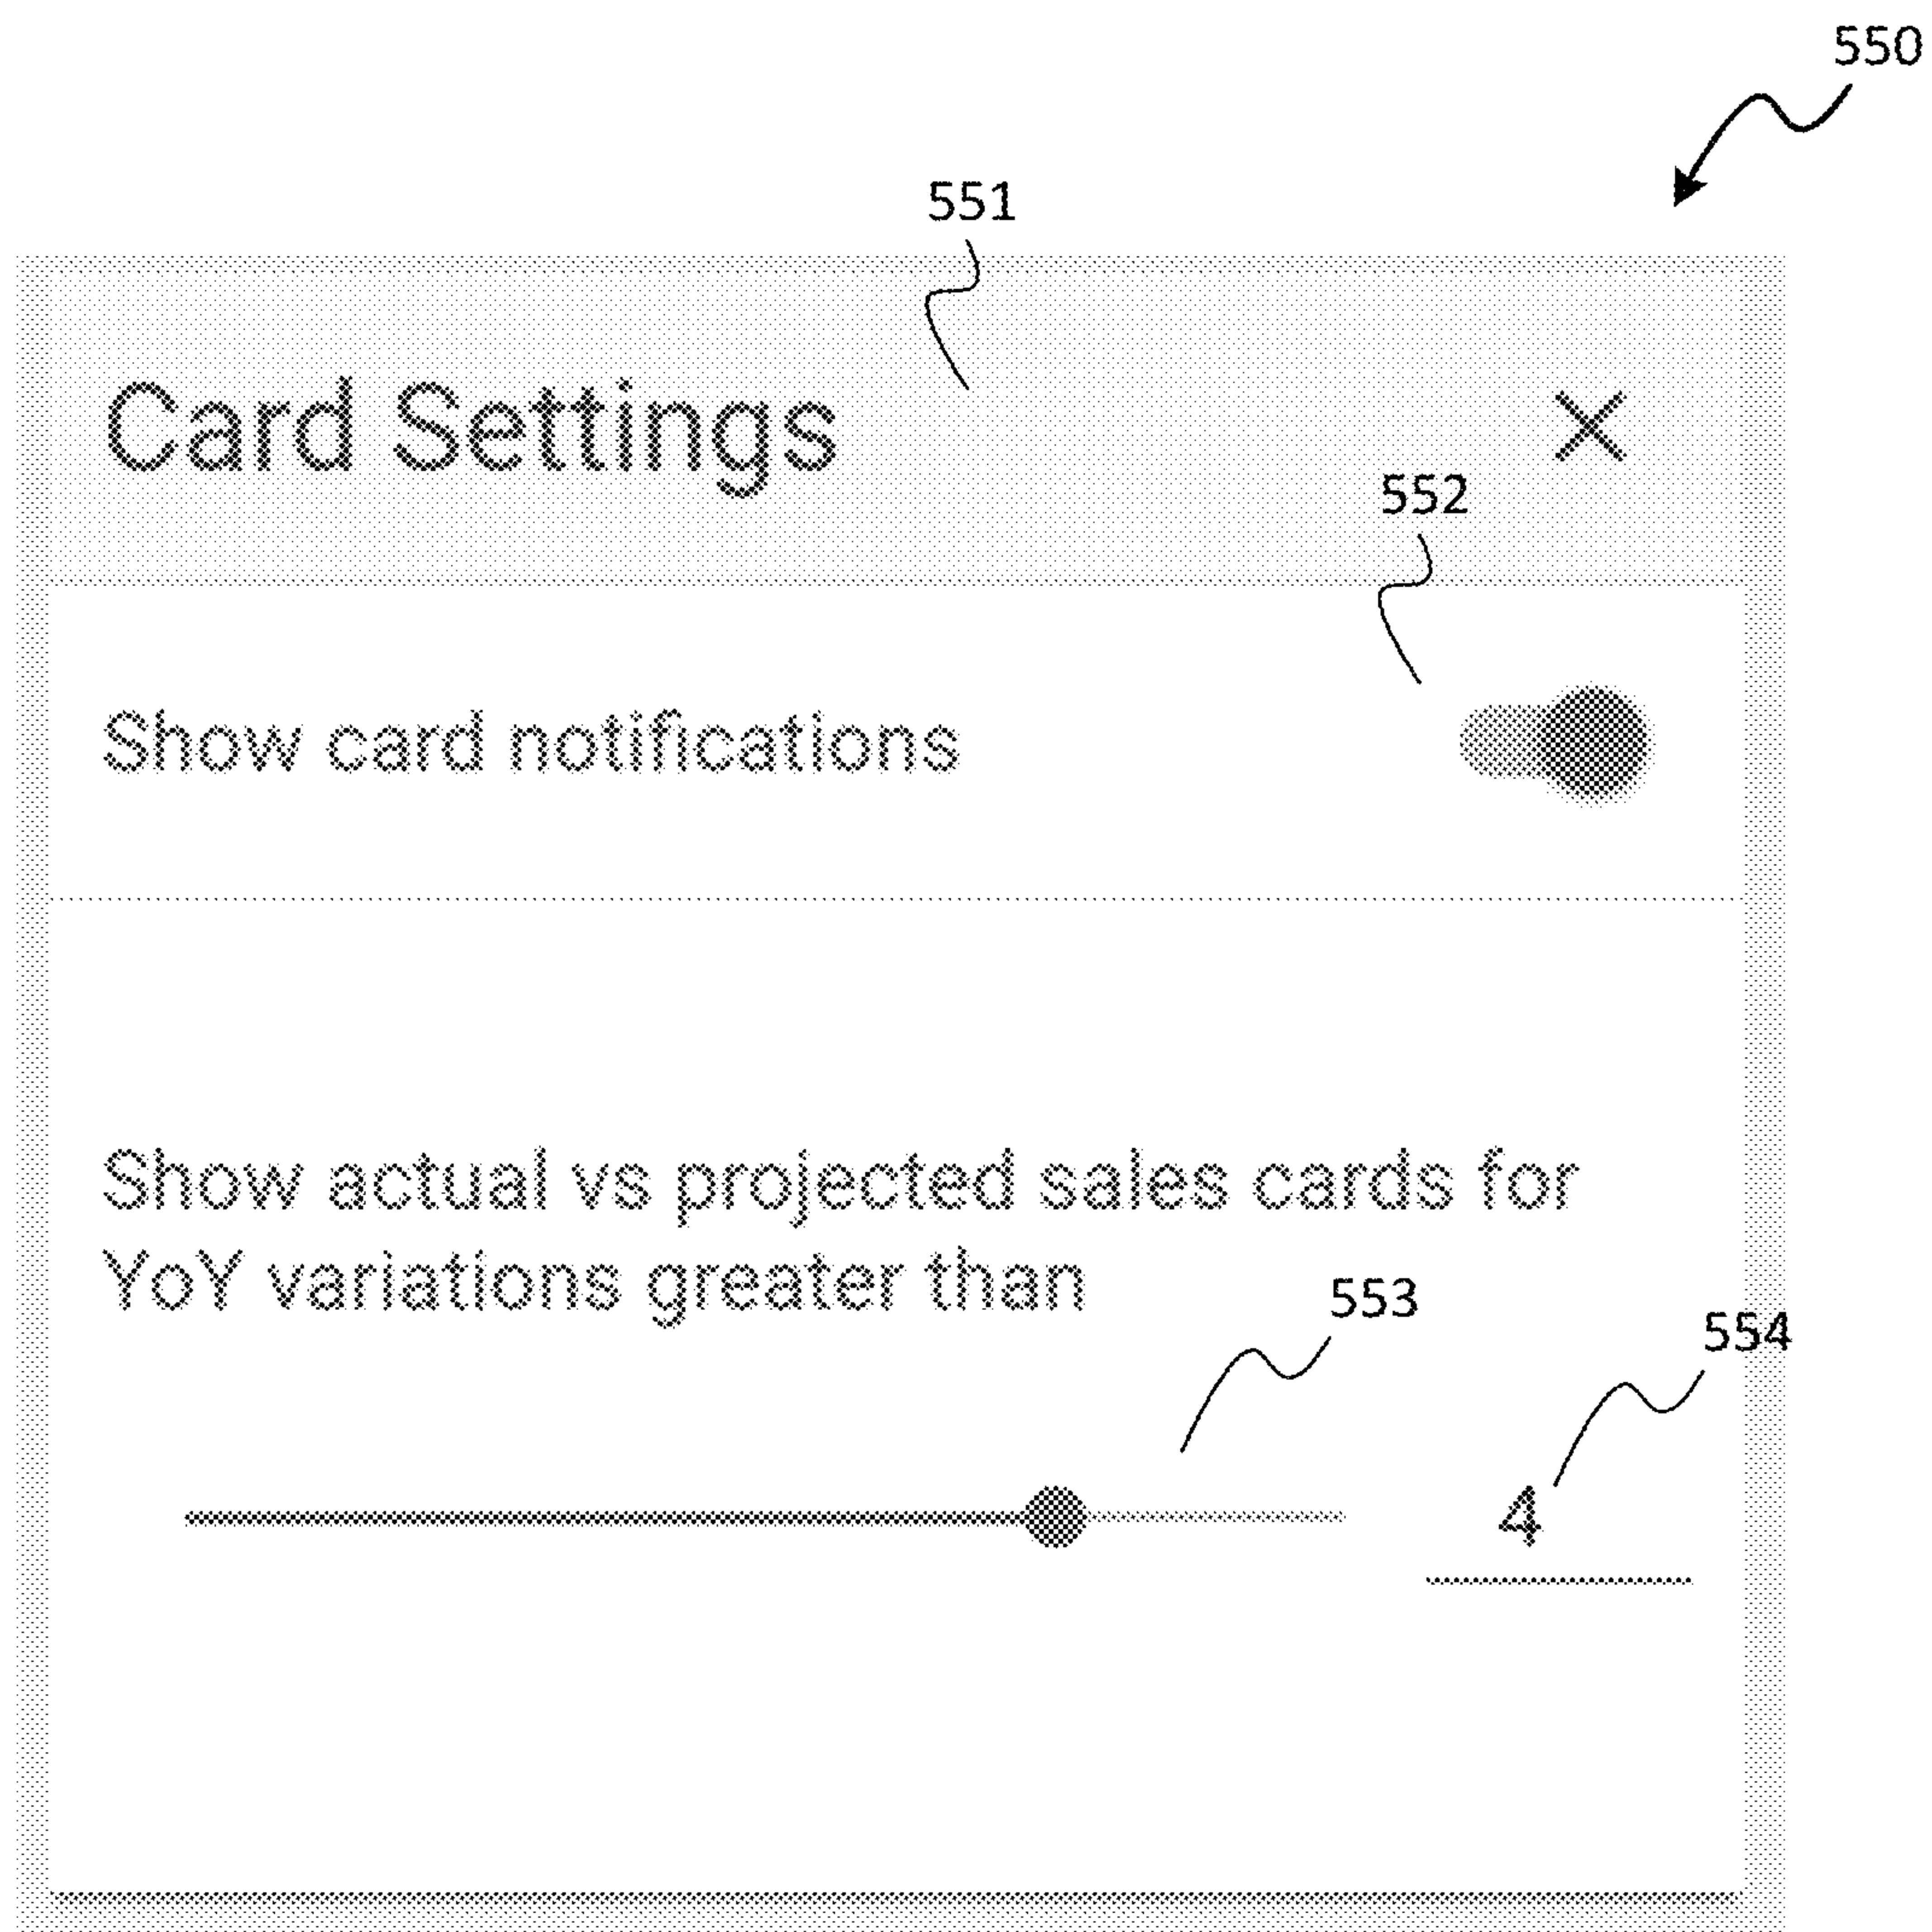 550
551
Card Settings
552
Show card notifications
Show actual vs projected sales cards for
YoY variations greater than
553
554
4